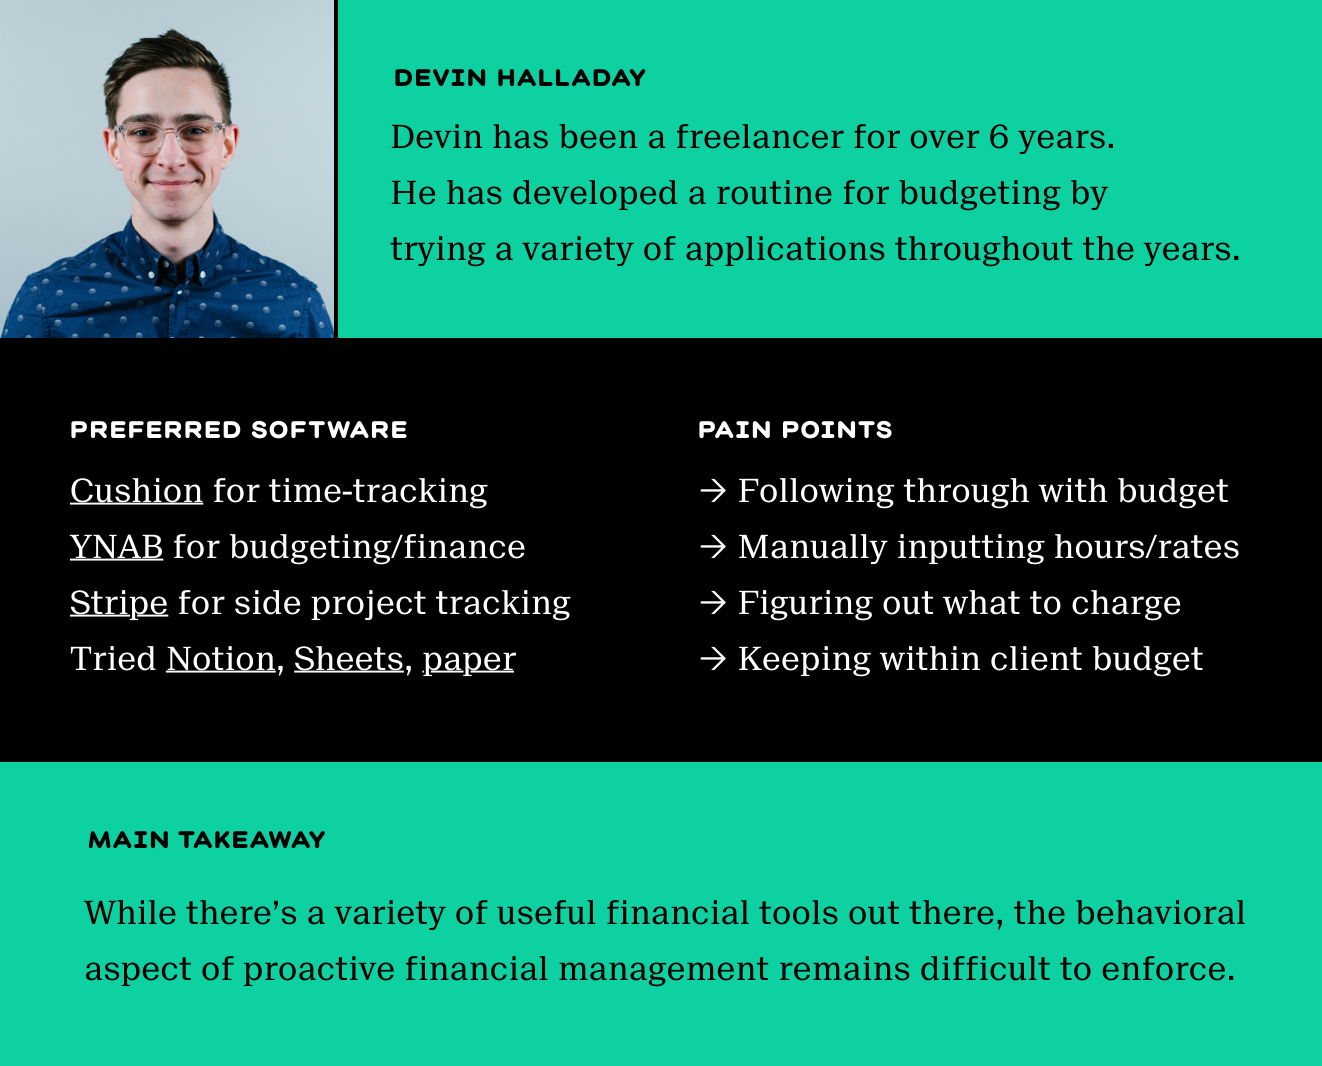 DEVIN HALLADAY
Devin has been a freelancer for over 6 years.
He has developed a routine for budgeting by
trying a variety of applications throughout the years.
PREFERRED SOFTWARE
Cushion for time-tracking
YNAB for budgeting/finance
Stripe for side project tracking
Tried Notion, Sheets, paper
PAIN POINTS
→ Following through with budget
→ Manually inputting hours/rates
→ Figuring out what to charge
→ Keeping within client budget
MAIN TAKEAWAY
While there’s a variety of useful financial tools out there, the behavioral
aspect of proactive financial management remains difficult to enforce.